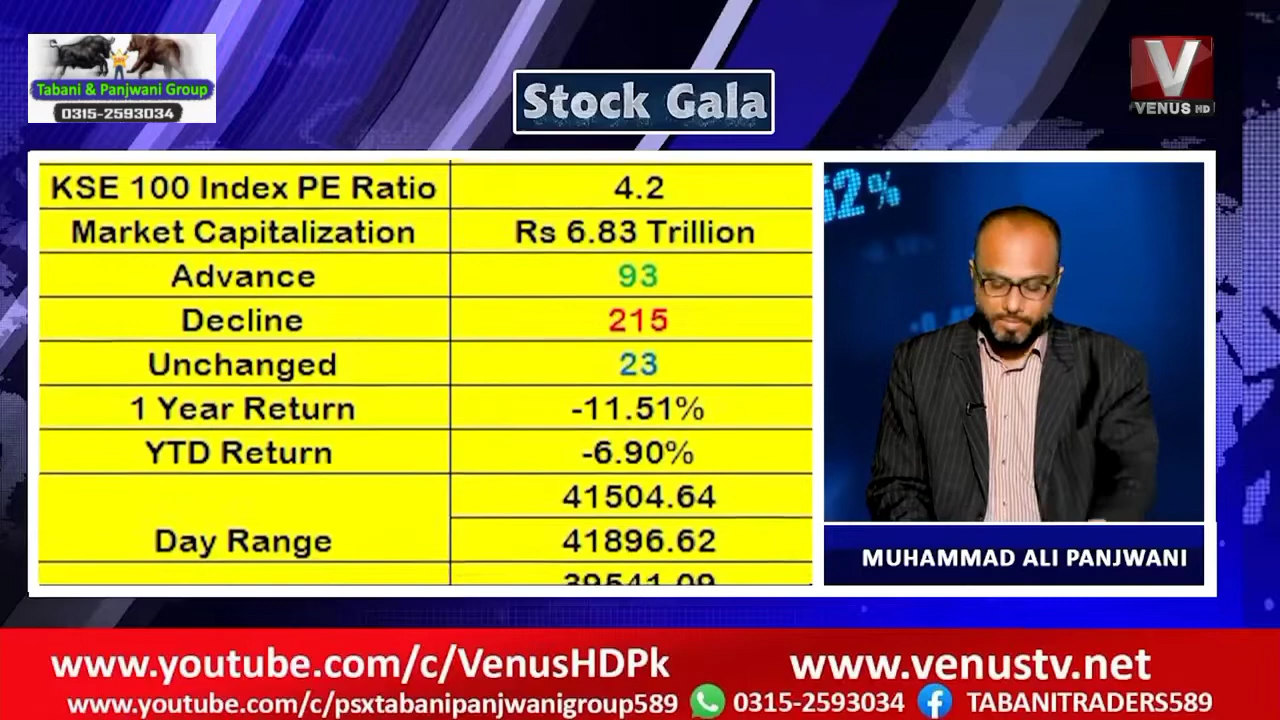 Tabani & Panjwani Group
0315-2593034
Stock Gala
V
VENUS HD
KSE 100 Index PE Ratio 4.2
Market Capitalization Rs 6.83 Trillion
Advance 93
Decline 215
Unchanged 23
1 Year Return -11.51%
YTD Return -6.90%
Day Range 41504.64
41896.62
39541.09
52%
MUHAMMAD ALI PANJWANI
www.youtube.com/c/VenusHDPk www.venustv.net
www.youtube.com/c/psxtabanipanjwanigroup589 0315-2593034 TABANITRADERS589